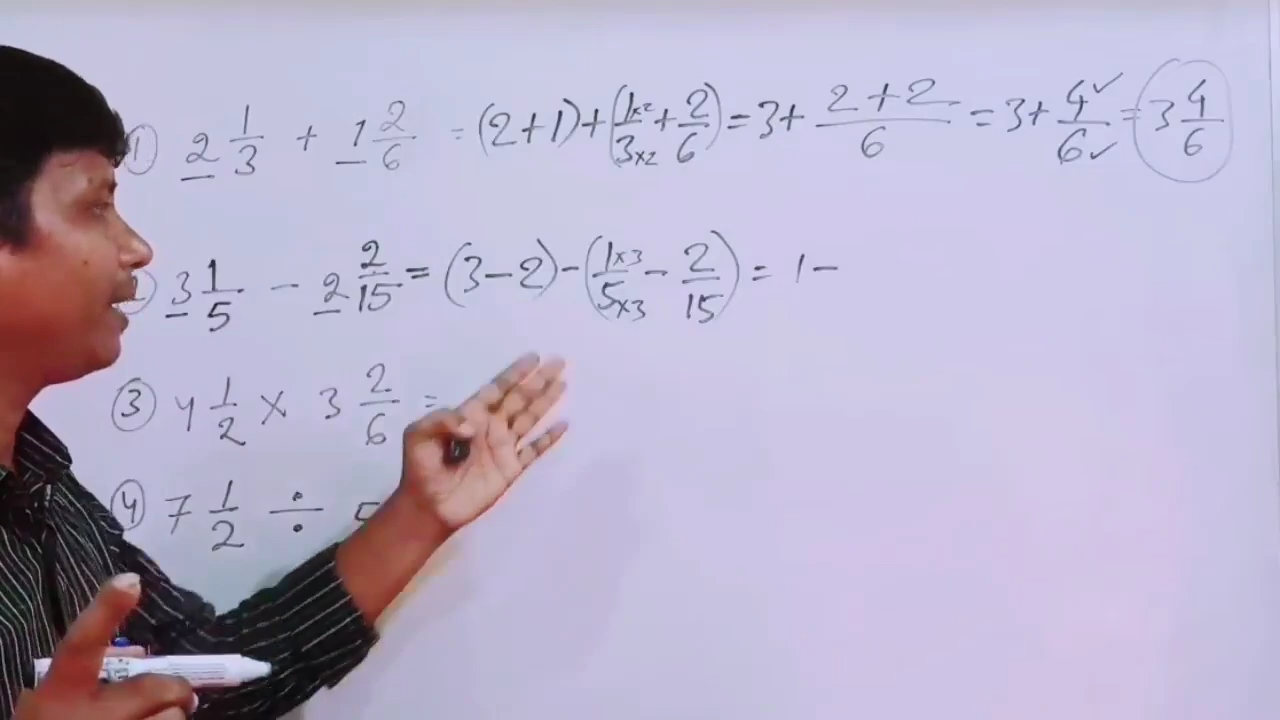 ① 2 1/3 + 1 2/6 = (2+1)+(1×2/3×2 + 2/6) = 3 + 2+2/6 = 3+ 4✓/6✓ = 3 4/6
3 1/5 − 2 2/15 = (3−2)−(1×3/5×3 − 2/15) = 1 −
③ 4 1/2 × 3 2/6 =
④ 7 1/2 ÷ 5